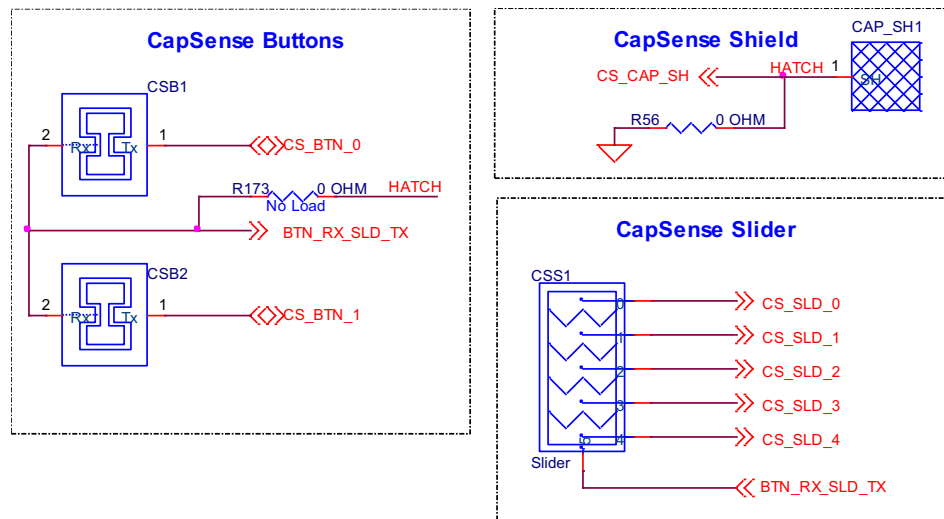 CapSense Buttons
CSB1
2 Rx Tx 1 CS_BTN_0
R173 0 OHM HATCH
No Load
BTN_RX_SLD_TX
CSB2
2 Rx Tx 1 CS_BTN_1
CapSense Shield
CAP_SH1
CS_CAP_SH HATCH 1 SH
R56 0 OHM
CapSense Slider
CSS1
0 CS_SLD_0
1 CS_SLD_1
2 CS_SLD_2
3 CS_SLD_3
4 CS_SLD_4
5
Slider
BTN_RX_SLD_TX